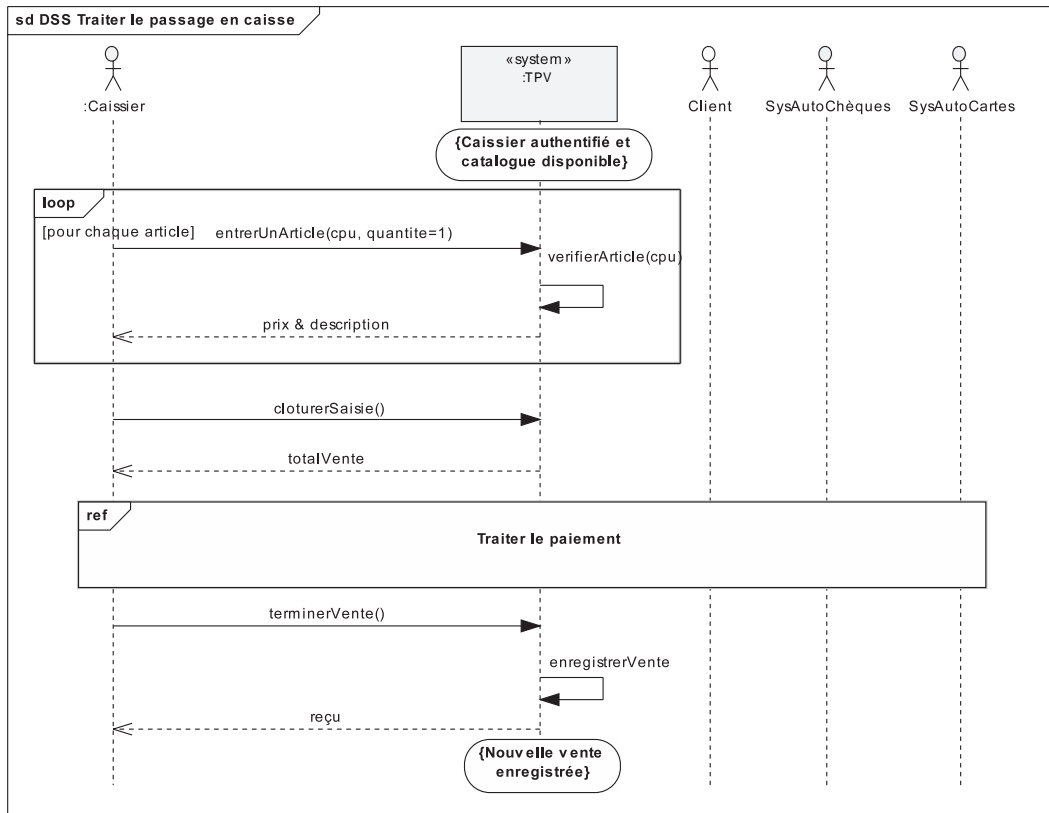 sd DSS Traiter le passage en caisse
:Caissier
«system»
:TPV
Client
SysAutoChèques
SysAutoCartes
{Caissier authentifié et
catalogue disponible}
loop
[pour chaque article]
entrerUnArticle(cpu, quantite=1)
verifierArticle(cpu)
prix & description
cloturerSaisie()
totalVente
ref
Traiter le paiement
terminerVente()
enregistrerVente
reçu
{Nouvelle vente
enregistrée}